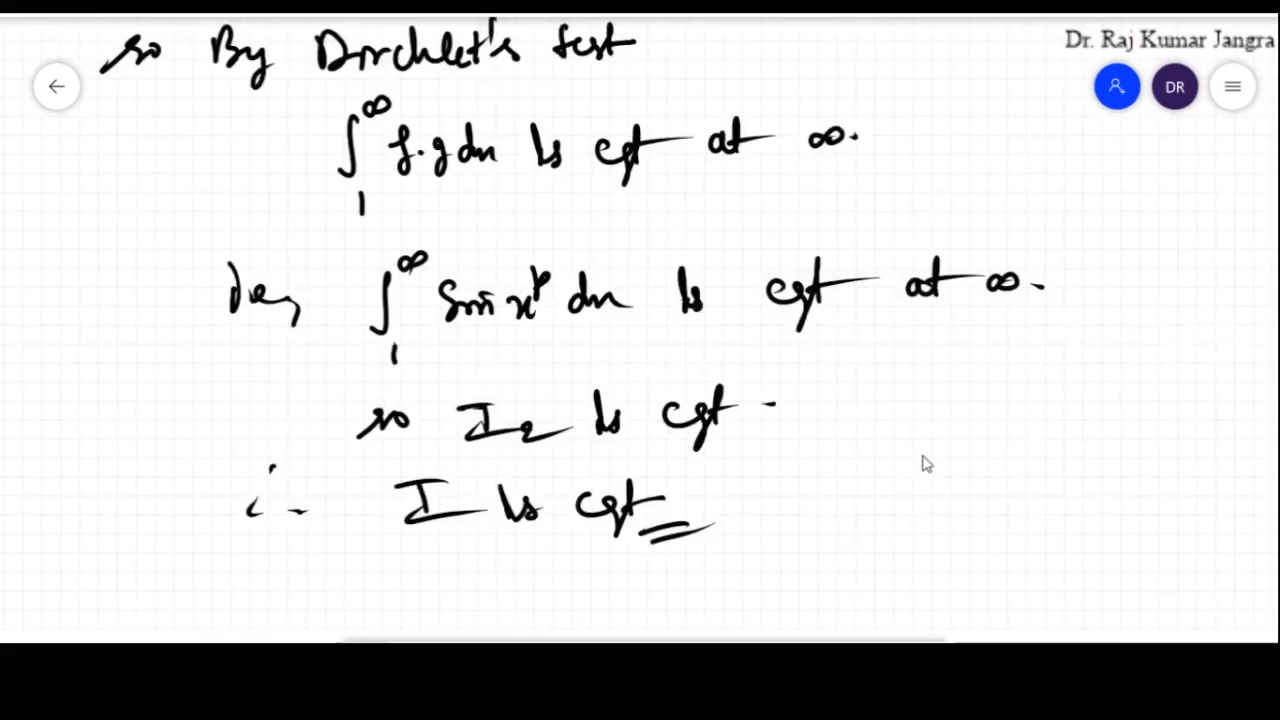 so By Dirchlet's test
Dr. Raj Kumar Jangra
DR
∫₁^∞ f.g dx is cgt at ∞.
∫₁^∞ Sin x^p dx is cgt at ∞.
so I₂ is cgt.
∴ I is cgt